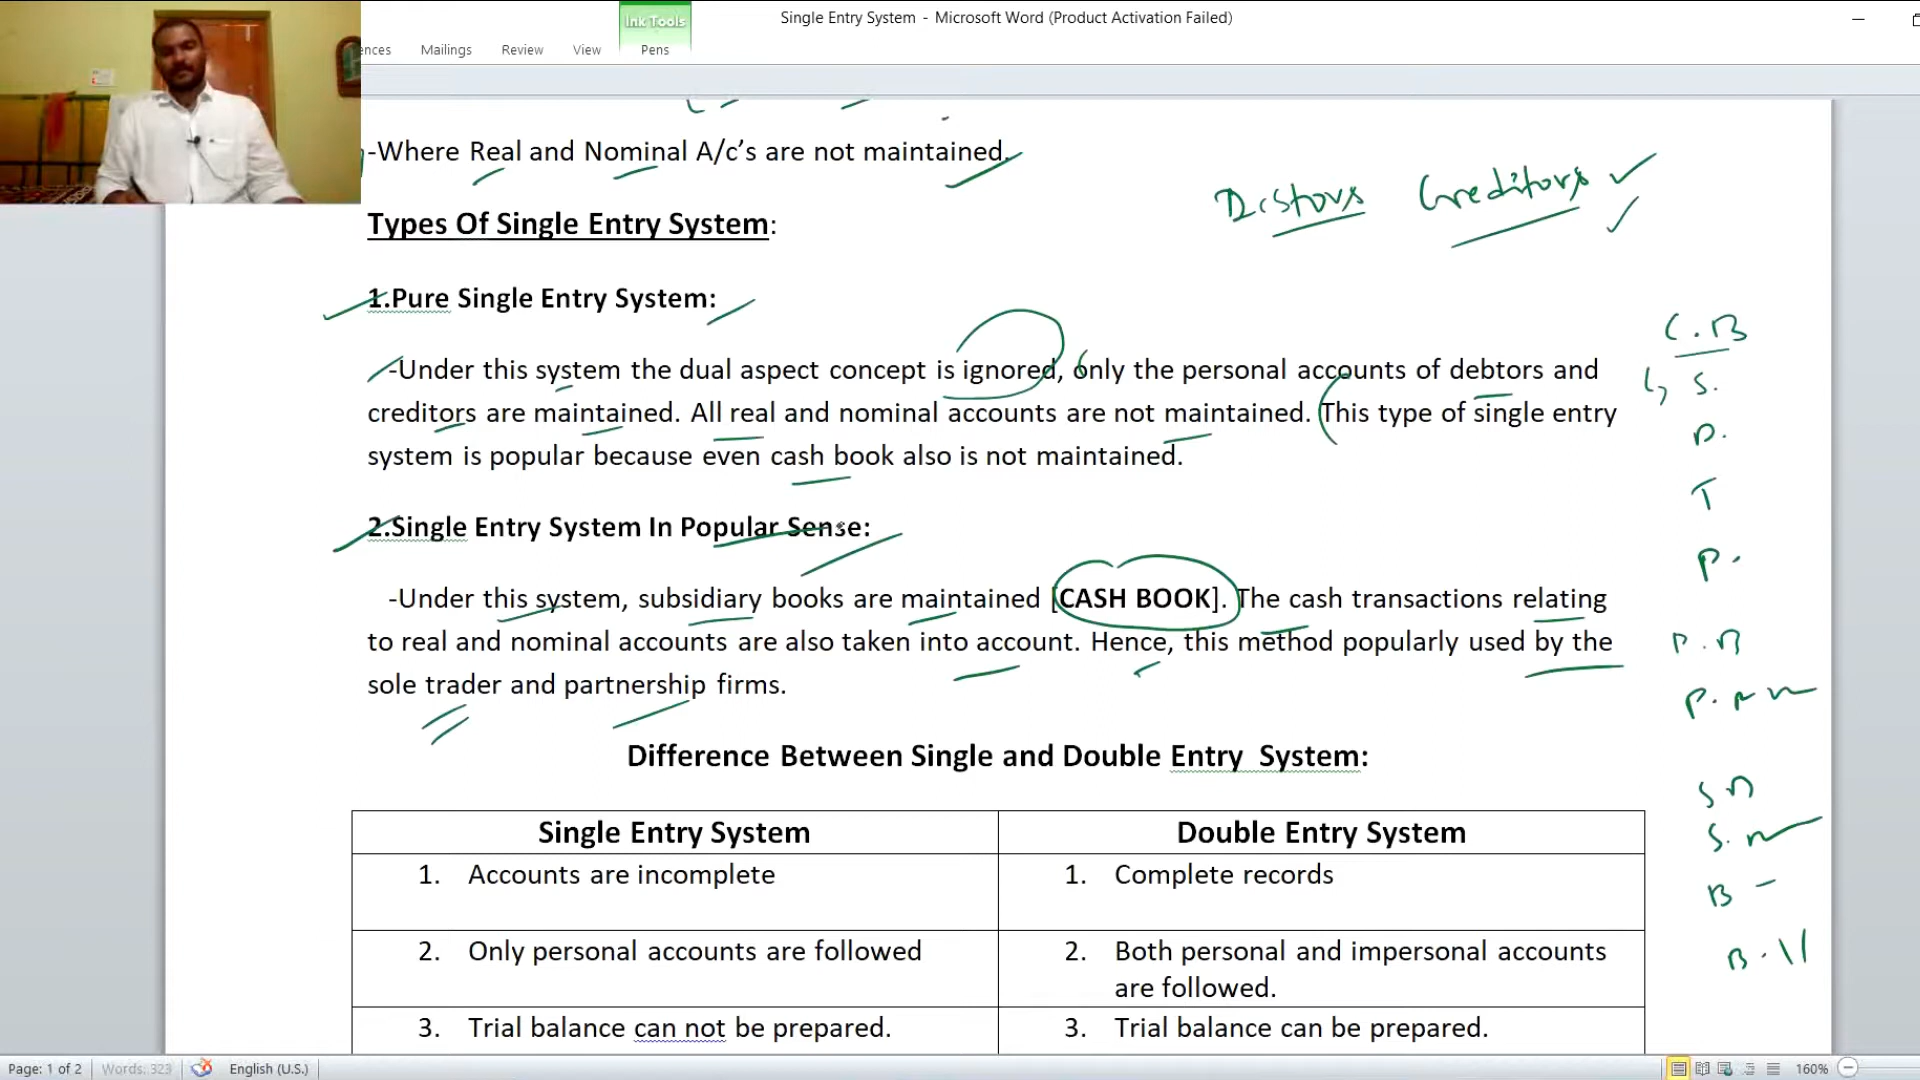 Single Entry System - Microsoft Word (Product Activation Failed)
Ink Tools
ences Mailings Review View Pens
-Where Real and Nominal A/c's are not maintained.
Creditors
Types Of Single Entry System:
1.Pure Single Entry System:
C.B
-Under this system the dual aspect concept is ignored, only the personal accounts of debtors and
S.
creditors are maintained. All real and nominal accounts are not maintained. This type of single entry
D.
system is popular because even cash book also is not maintained.
T
2.Single Entry System In Popular Sense:
P.
-Under this system, subsidiary books are maintained [CASH BOOK]. The cash transactions relating
to real and nominal accounts are also taken into account. Hence, this method popularly used by the
P.B
sole trader and partnership firms.
Difference Between Single and Double Entry System:
Single Entry System Double Entry System
1. Accounts are incomplete 1. Complete records
2. Only personal accounts are followed 2. Both personal and impersonal accounts
are followed.
3. Trial balance can not be prepared. 3. Trial balance can be prepared.
Page: 1 of 2 Words: 323 English (U.S.) 160%